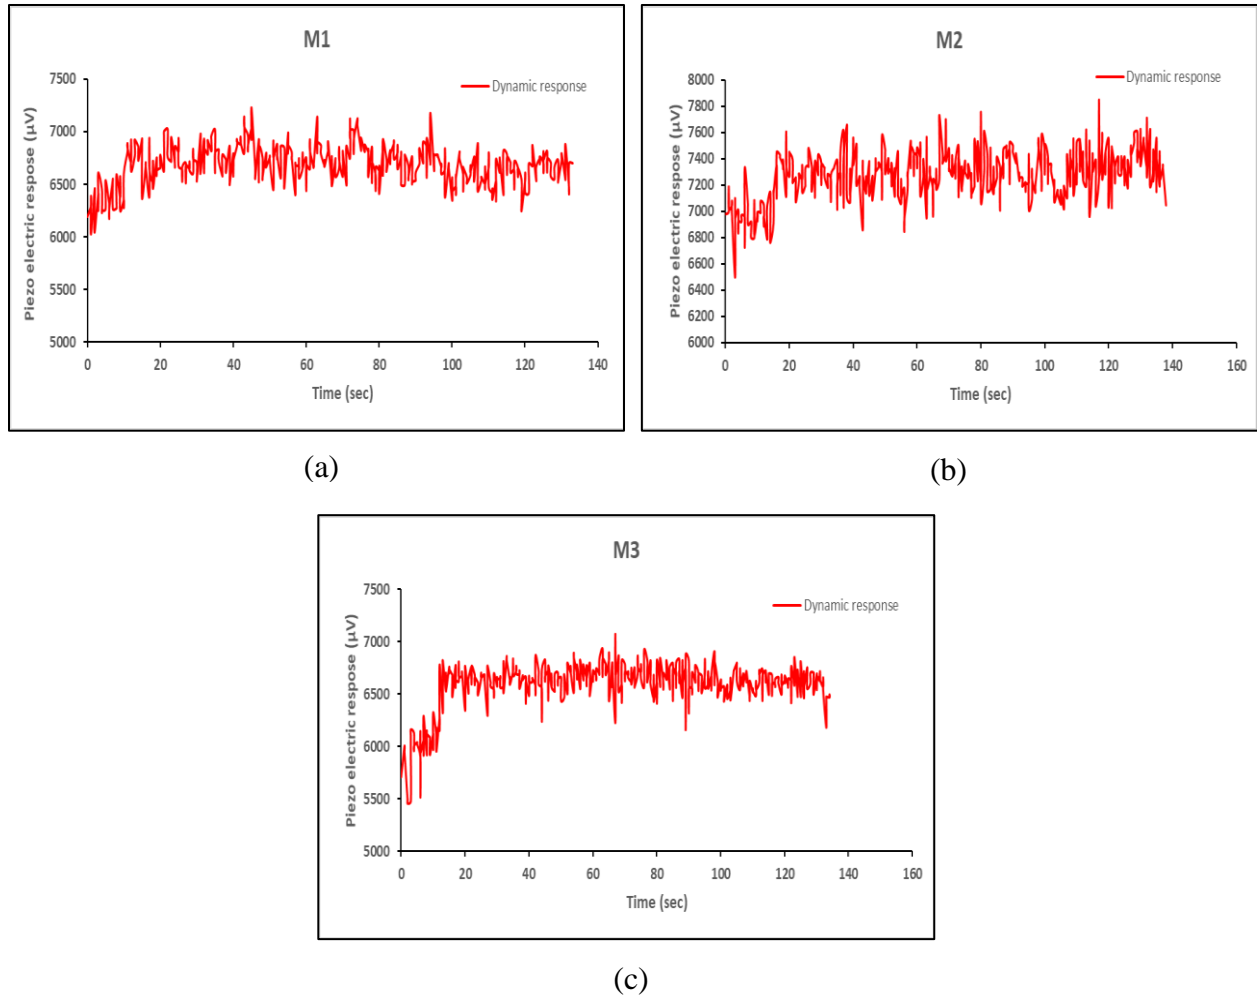 M1
Dynamic response
Piezo electric respose (µV)
7500
7000
6500
6000
5500
5000
0 20 40 60 80 100 120 140
Time (sec)
(a)
M2
Dynamic response
Piezo electric respose (µV)
8000
7800
7600
7400
7200
7000
6800
6600
6400
6200
6000
0 20 40 60 80 100 120 140 160
Time (sec)
(b)
M3
Dynamic response
Piezo electric respose (µV)
7500
7000
6500
6000
5500
5000
0 20 40 60 80 100 120 140 160
Time (sec)
(c)